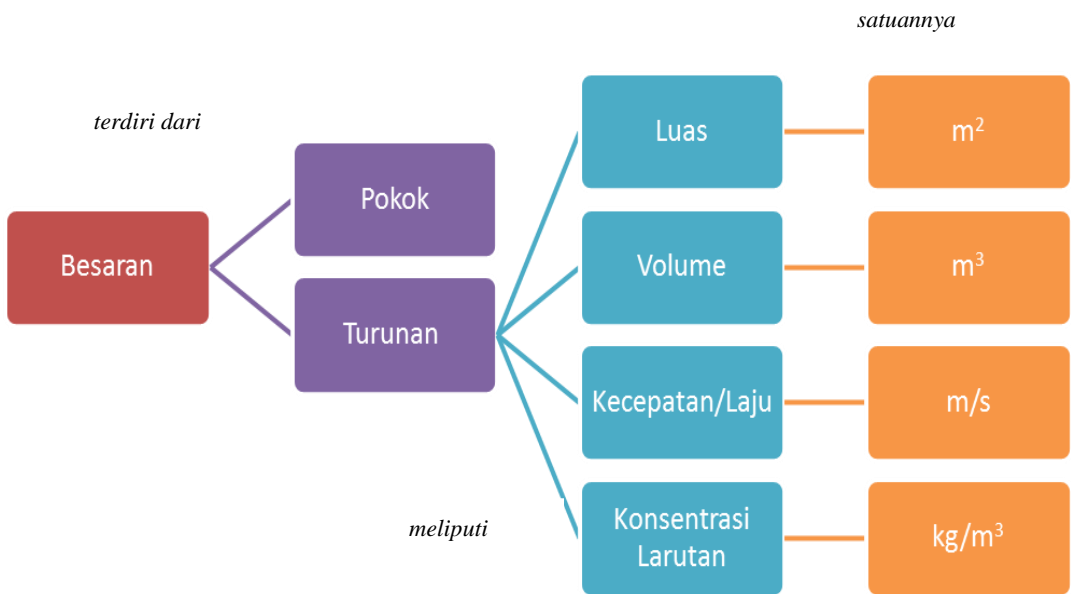 satuannya
terdiri dari
Besaran
Pokok
Turunan
meliputi
Luas
m²
Volume
m³
Kecepatan/Laju
m/s
Konsentrasi
Larutan
kg/m³